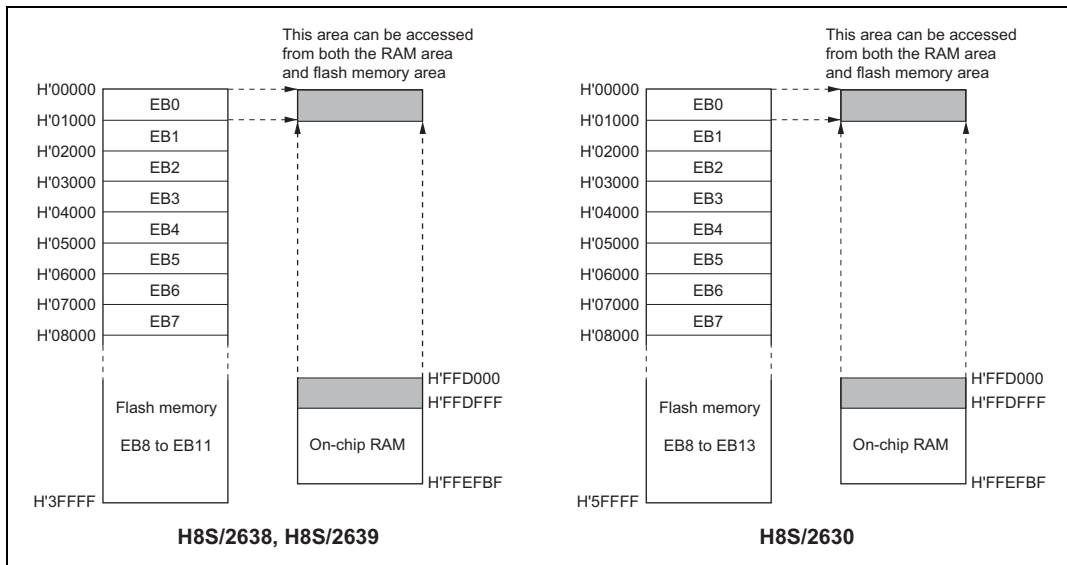 This area can be accessed
from both the RAM area
and flash memory area
H'00000
EB0
H'01000
EB1
H'02000
EB2
H'03000
EB3
H'04000
EB4
H'05000
EB5
H'06000
EB6
H'07000
EB7
H'08000
H'FFD000
H'FFDFFF
Flash memory
EB8 to EB11
On-chip RAM
H'FFEFBF
H'3FFFF
H8S/2638, H8S/2639
This area can be accessed
from both the RAM area
and flash memory area
H'00000
EB0
H'01000
EB1
H'02000
EB2
H'03000
EB3
H'04000
EB4
H'05000
EB5
H'06000
EB6
H'07000
EB7
H'08000
H'FFD000
H'FFDFFF
Flash memory
EB8 to EB13
On-chip RAM
H'FFEFBF
H'5FFFF
H8S/2630